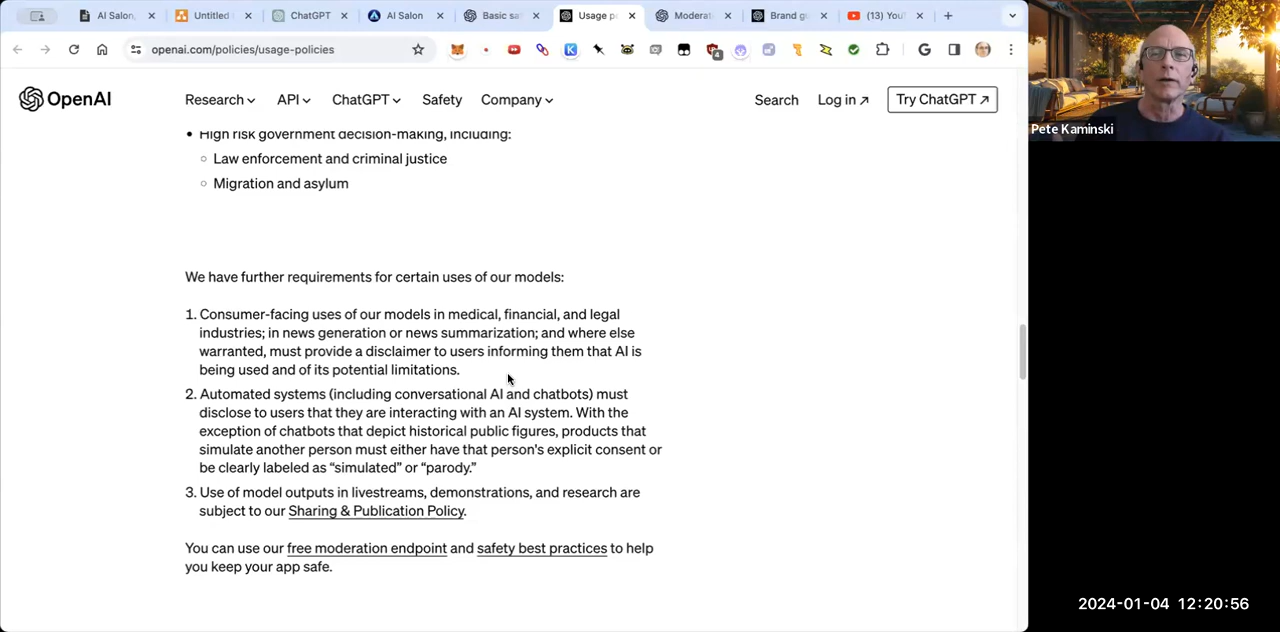 AI Salon,
Untitled
ChatGPT
AI Salon
Basic sa
Usage p
Moderat
Brand g
(13) You
openai.com/policies/usage-policies
4
OpenAI
Research
API
ChatGPT
Safety
Company
Search
Log in ↗
Try ChatGPT ↗
Pete Kaminski
• High risk government decision-making, including:
○ Law enforcement and criminal justice
○ Migration and asylum
We have further requirements for certain uses of our models:
1. Consumer-facing uses of our models in medical, financial, and legal
industries; in news generation or news summarization; and where else
warranted, must provide a disclaimer to users informing them that AI is
being used and of its potential limitations.
2. Automated systems (including conversational AI and chatbots) must
disclose to users that they are interacting with an AI system. With the
exception of chatbots that depict historical public figures, products that
simulate another person must either have that person's explicit consent or
be clearly labeled as “simulated” or “parody.”
3. Use of model outputs in livestreams, demonstrations, and research are
subject to our Sharing & Publication Policy.
You can use our free moderation endpoint and safety best practices to help
you keep your app safe.
2024-01-04 12:20:56